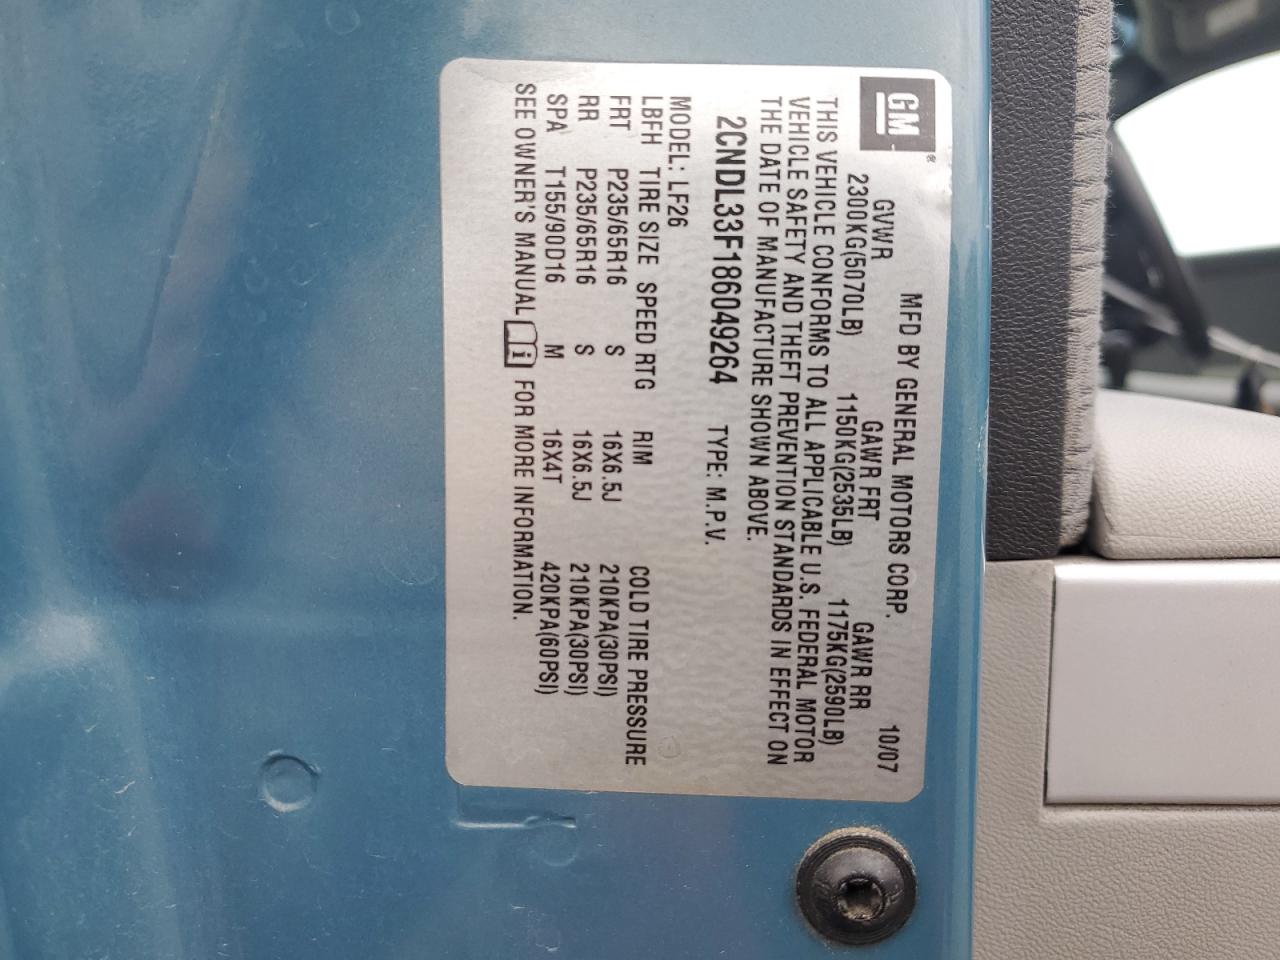 GM®
MFD BY GENERAL MOTORS CORP. 10/07
GVWR GAWR FRT GAWR RR
2300KG(5070LB) 1150KG(2535LB) 1175KG(2590LB)
THIS VEHICLE CONFORMS TO ALL APPLICABLE U.S. FEDERAL MOTOR
VEHICLE SAFETY AND THEFT PREVENTION STANDARDS IN EFFECT ON
THE DATE OF MANUFACTURE SHOWN ABOVE.
2CNDL33F186049264 TYPE: M.P.V.
MODEL: LF26
LBFH TIRE SIZE SPEED RTG RIM COLD TIRE PRESSURE
FRT P235/65R16 S 16X6.5J 210KPA(30PSI)
RR P235/65R16 S 16X6.5J 210KPA(30PSI)
SPA T155/90D16 M 16X4T 420KPA(60PSI)
SEE OWNER'S MANUAL i FOR MORE INFORMATION.